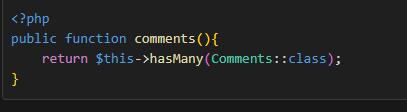 <?php
public function comments(){
    return $this->hasMany(Comments::class);
}